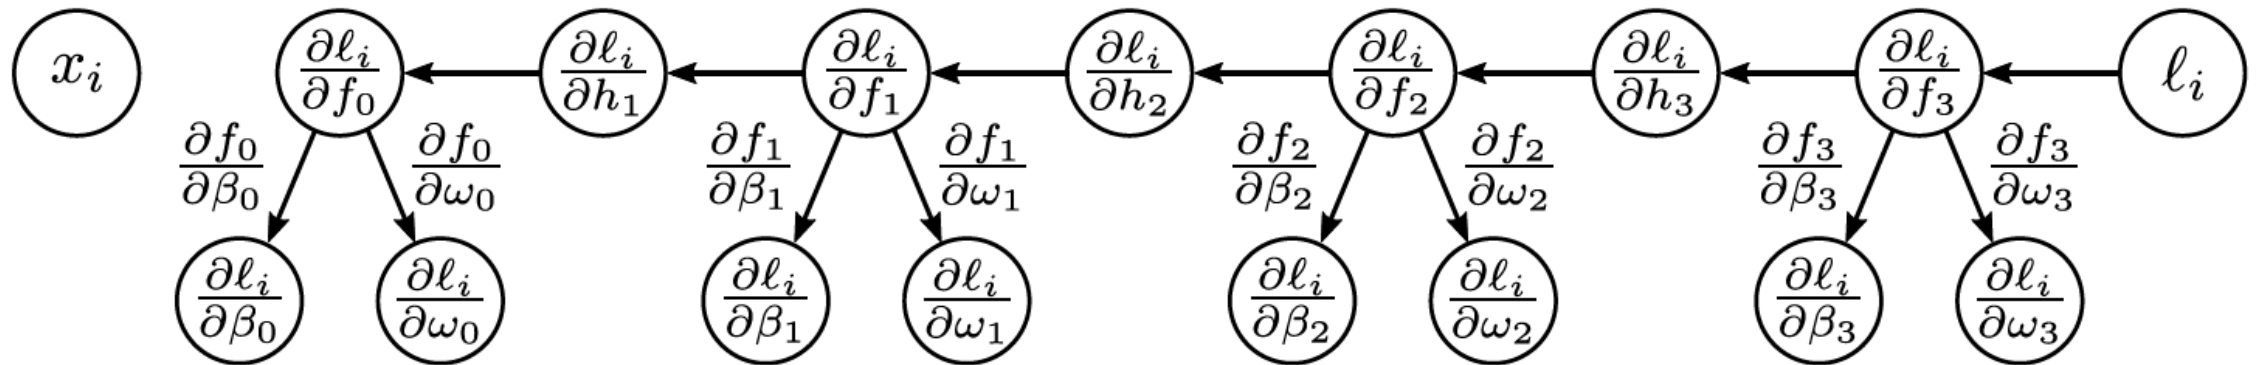 x_i ∂ℓ_i/∂f_0 ∂ℓ_i/∂h_1 ∂ℓ_i/∂f_1 ∂ℓ_i/∂h_2 ∂ℓ_i/∂f_2 ∂ℓ_i/∂h_3 ∂ℓ_i/∂f_3 ℓ_i
∂f_0/∂β_0 ∂f_0/∂ω_0 ∂f_1/∂β_1 ∂f_1/∂ω_1 ∂f_2/∂β_2 ∂f_2/∂ω_2 ∂f_3/∂β_3 ∂f_3/∂ω_3
∂ℓ_i/∂β_0 ∂ℓ_i/∂ω_0 ∂ℓ_i/∂β_1 ∂ℓ_i/∂ω_1 ∂ℓ_i/∂β_2 ∂ℓ_i/∂ω_2 ∂ℓ_i/∂β_3 ∂ℓ_i/∂ω_3